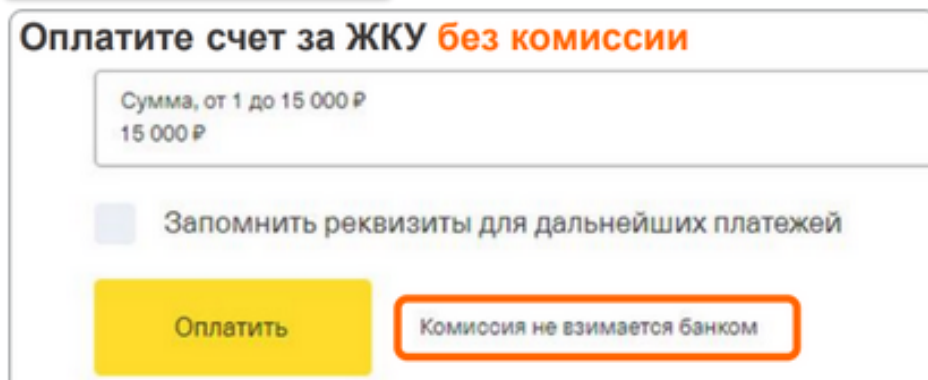 Оплатите счет за ЖКУ без комиссии
Сумма, от 1 до 15 000 ₽
15 000 ₽
Запомнить реквизиты для дальнейших платежей
Оплатить
Комиссия не взимается банком